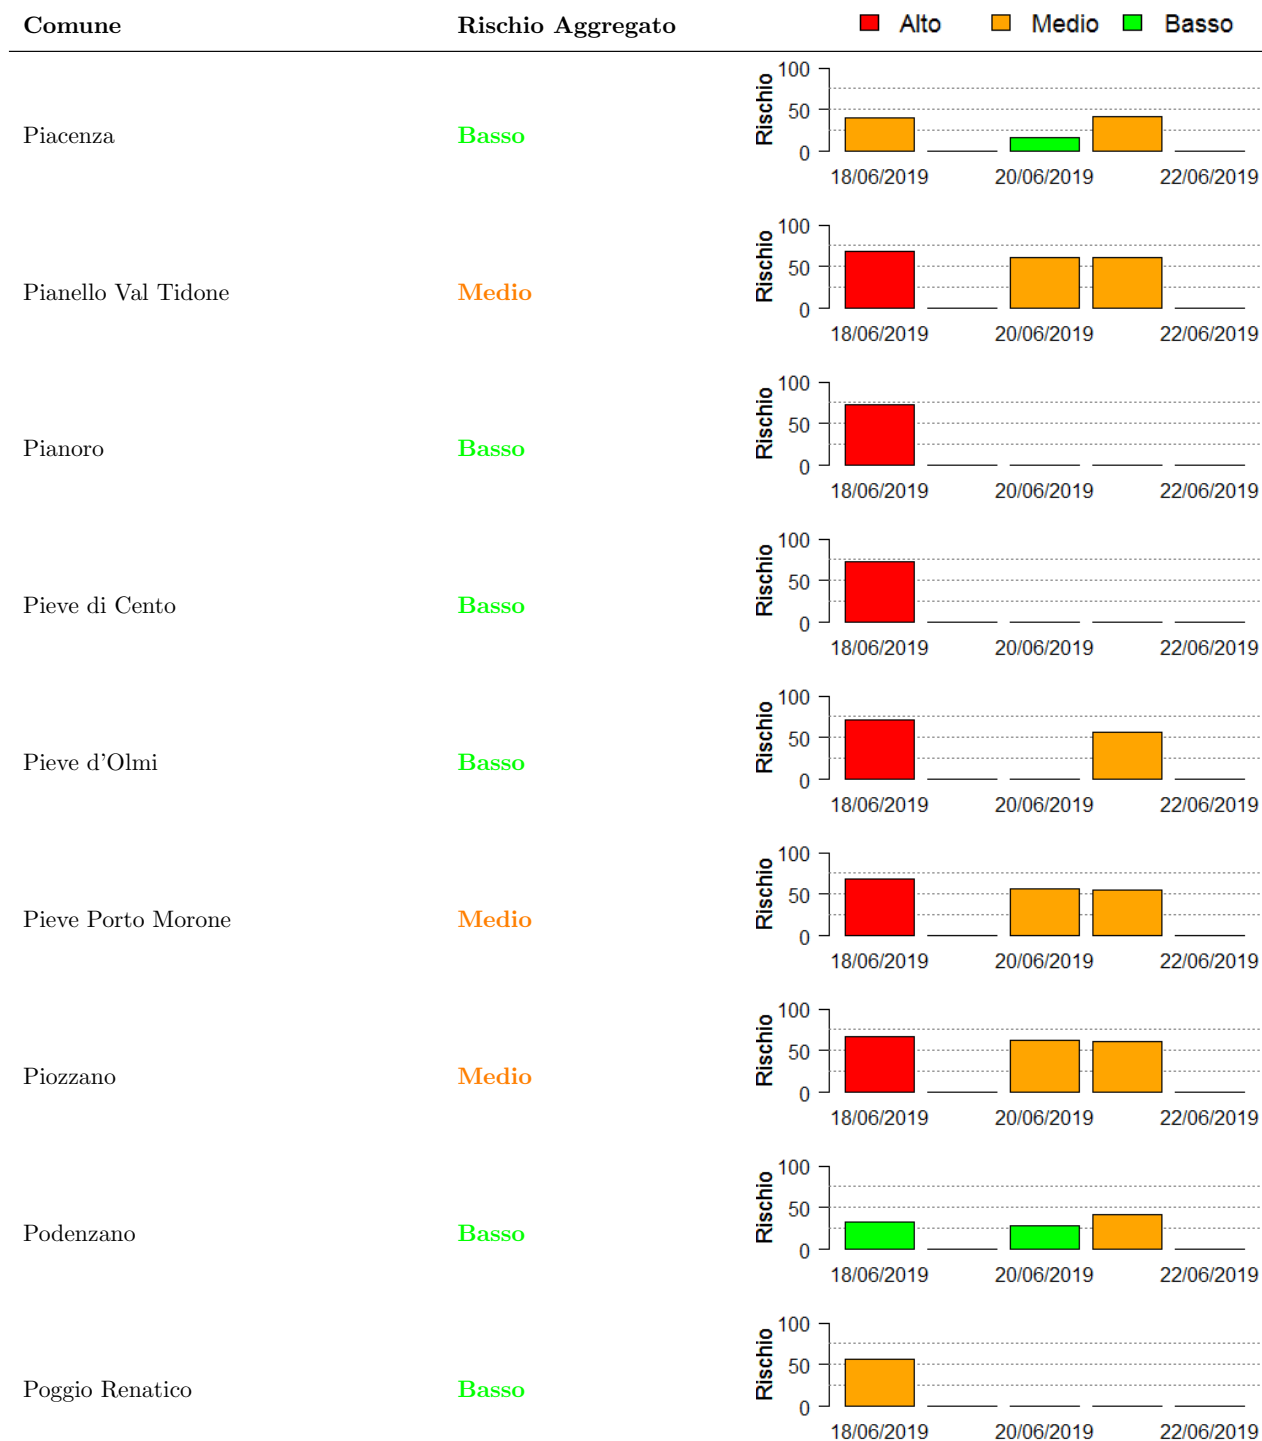 Comune Rischio Aggregato Alto Medio Basso
Piacenza Basso
Rischio
100
50
0
18/06/2019 20/06/2019 22/06/2019
Pianello Val Tidone Medio
Rischio
100
50
0
18/06/2019 20/06/2019 22/06/2019
Pianoro Basso
Rischio
100
50
0
18/06/2019 20/06/2019 22/06/2019
Pieve di Cento Basso
Rischio
100
50
0
18/06/2019 20/06/2019 22/06/2019
Pieve d'Olmi Basso
Rischio
100
50
0
18/06/2019 20/06/2019 22/06/2019
Pieve Porto Morone Medio
Rischio
100
50
0
18/06/2019 20/06/2019 22/06/2019
Piozzano Medio
Rischio
100
50
0
18/06/2019 20/06/2019 22/06/2019
Podenzano Basso
Rischio
100
50
0
18/06/2019 20/06/2019 22/06/2019
Poggio Renatico Basso
Rischio
100
50
0
18/06/2019 20/06/2019 22/06/2019